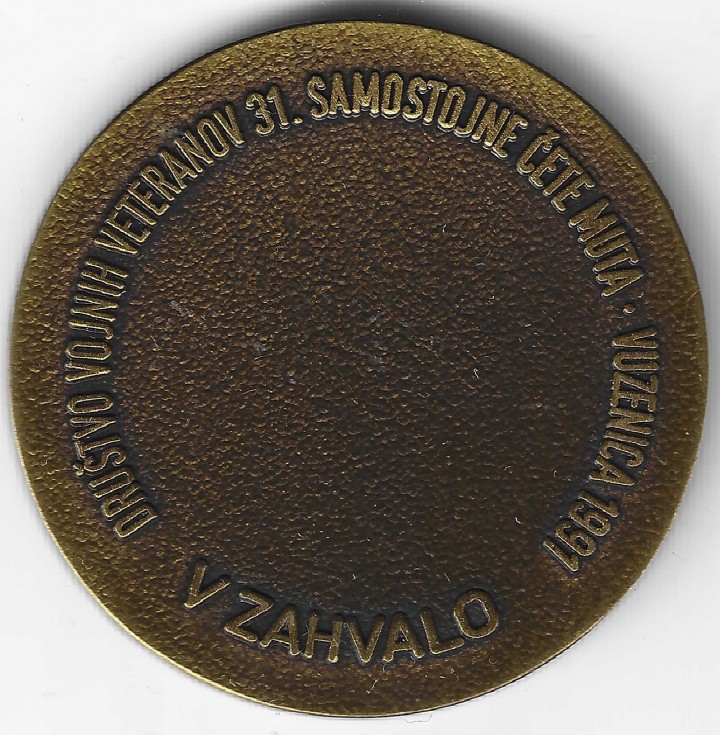 DRUŠTVO VOJNIH VETERANOV 31. SAMOSTOJNE ČETE MUTA · VUZENICA 1991
V ZAHVALO